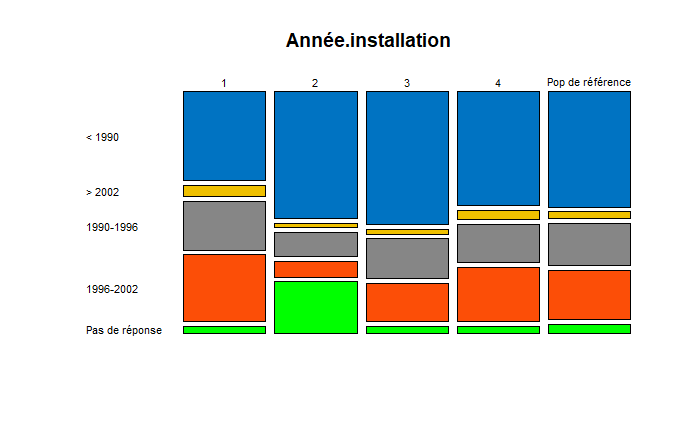 Année.installation
1 2 3 4 Pop de référence
< 1990
> 2002
1990-1996
1996-2002
Pas de réponse